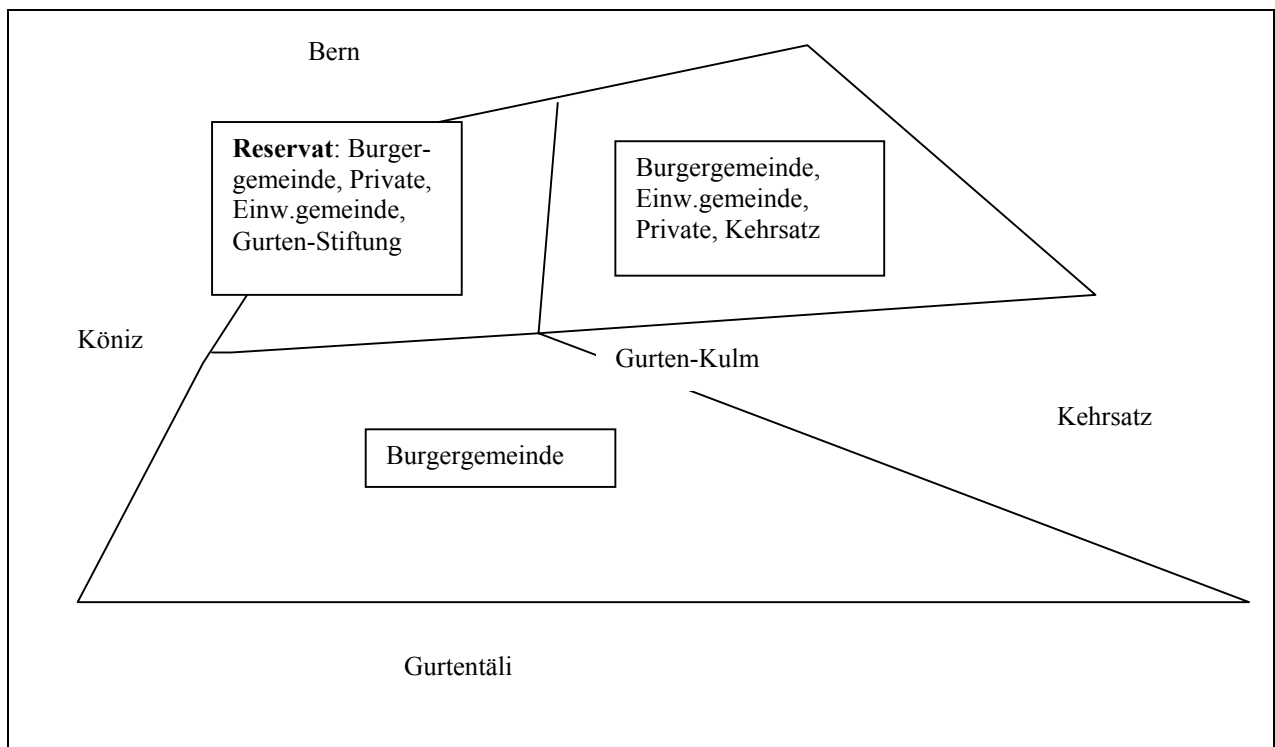 Bern
Reservat: Burger-
gemeinde, Private,
Einw.gemeinde,
Gurten-Stiftung
Burgergemeinde,
Einw.gemeinde,
Private, Kehrsatz
Köniz
Gurten-Kulm
Kehrsatz
Burgergemeinde
Gurtentäli